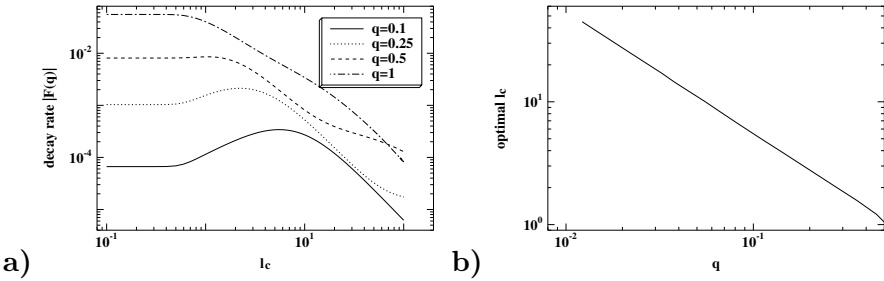 decay rate |F(q)|
10^-2
10^-4
10^-1
10^1
l_c
q=0.1
q=0.25
q=0.5
q=1
a)
optimal l_c
10^1
10^0
10^-2
10^-1
q
b)